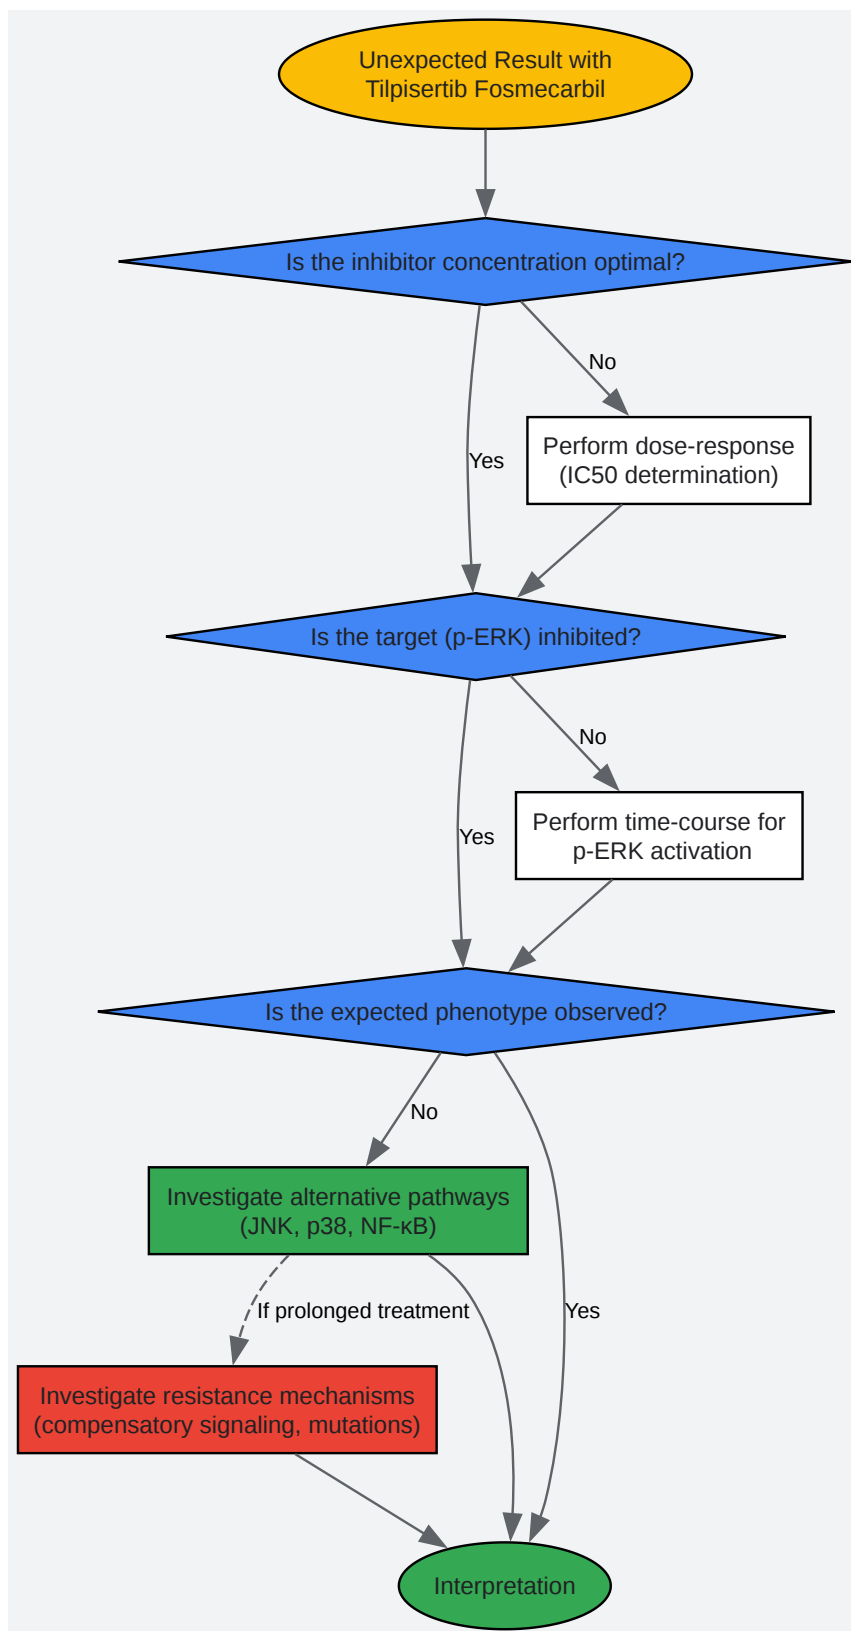 Unexpected Result with
Tilpisertib Fosmecarbil
Is the inhibitor concentration optimal?
No
Perform dose-response
(IC50 determination)
Yes
Is the target (p-ERK) inhibited?
No
Perform time-course for
p-ERK activation
Yes
Is the expected phenotype observed?
No
Investigate alternative pathways
(JNK, p38, NF-κB)
If prolonged treatment
Yes
Investigate resistance mechanisms
(compensatory signaling, mutations)
Interpretation